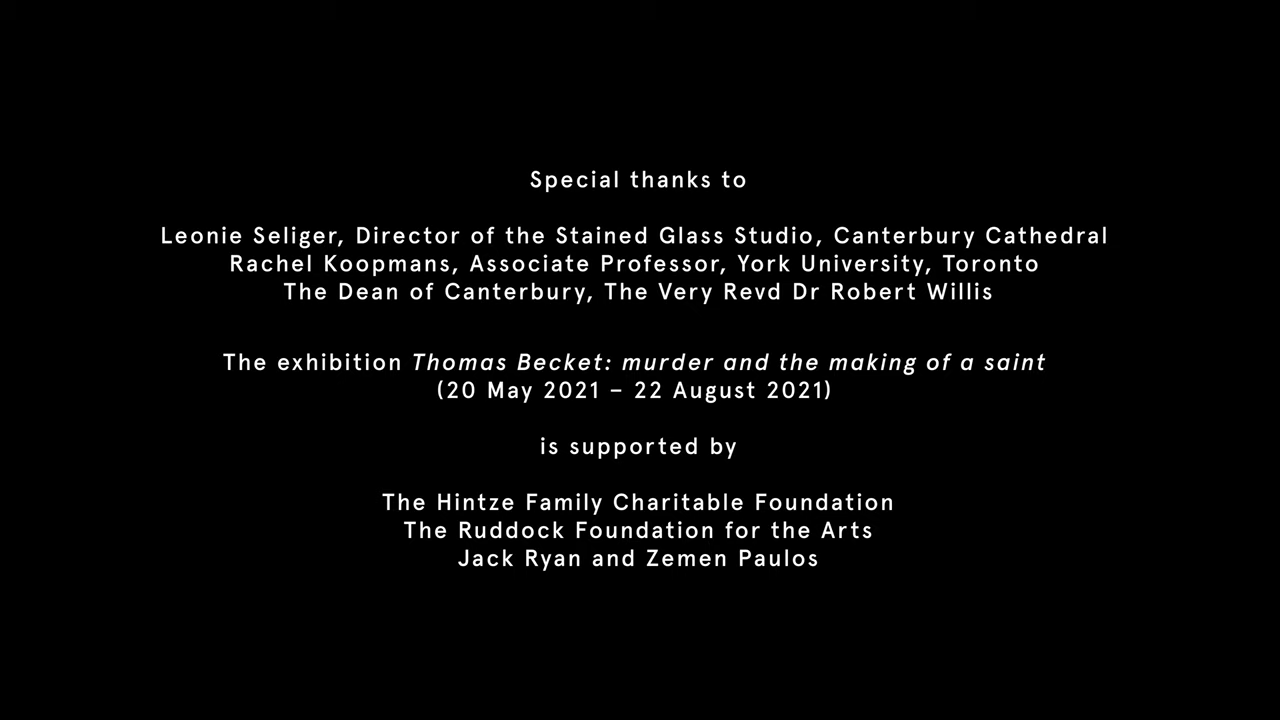 Special thanks to
Leonie Seliger, Director of the Stained Glass Studio, Canterbury Cathedral
Rachel Koopmans, Associate Professor, York University, Toronto
The Dean of Canterbury, The Very Revd Dr Robert Willis
The exhibition Thomas Becket: murder and the making of a saint
(20 May 2021 – 22 August 2021)
is supported by
The Hintze Family Charitable Foundation
The Ruddock Foundation for the Arts
Jack Ryan and Zemen Paulos